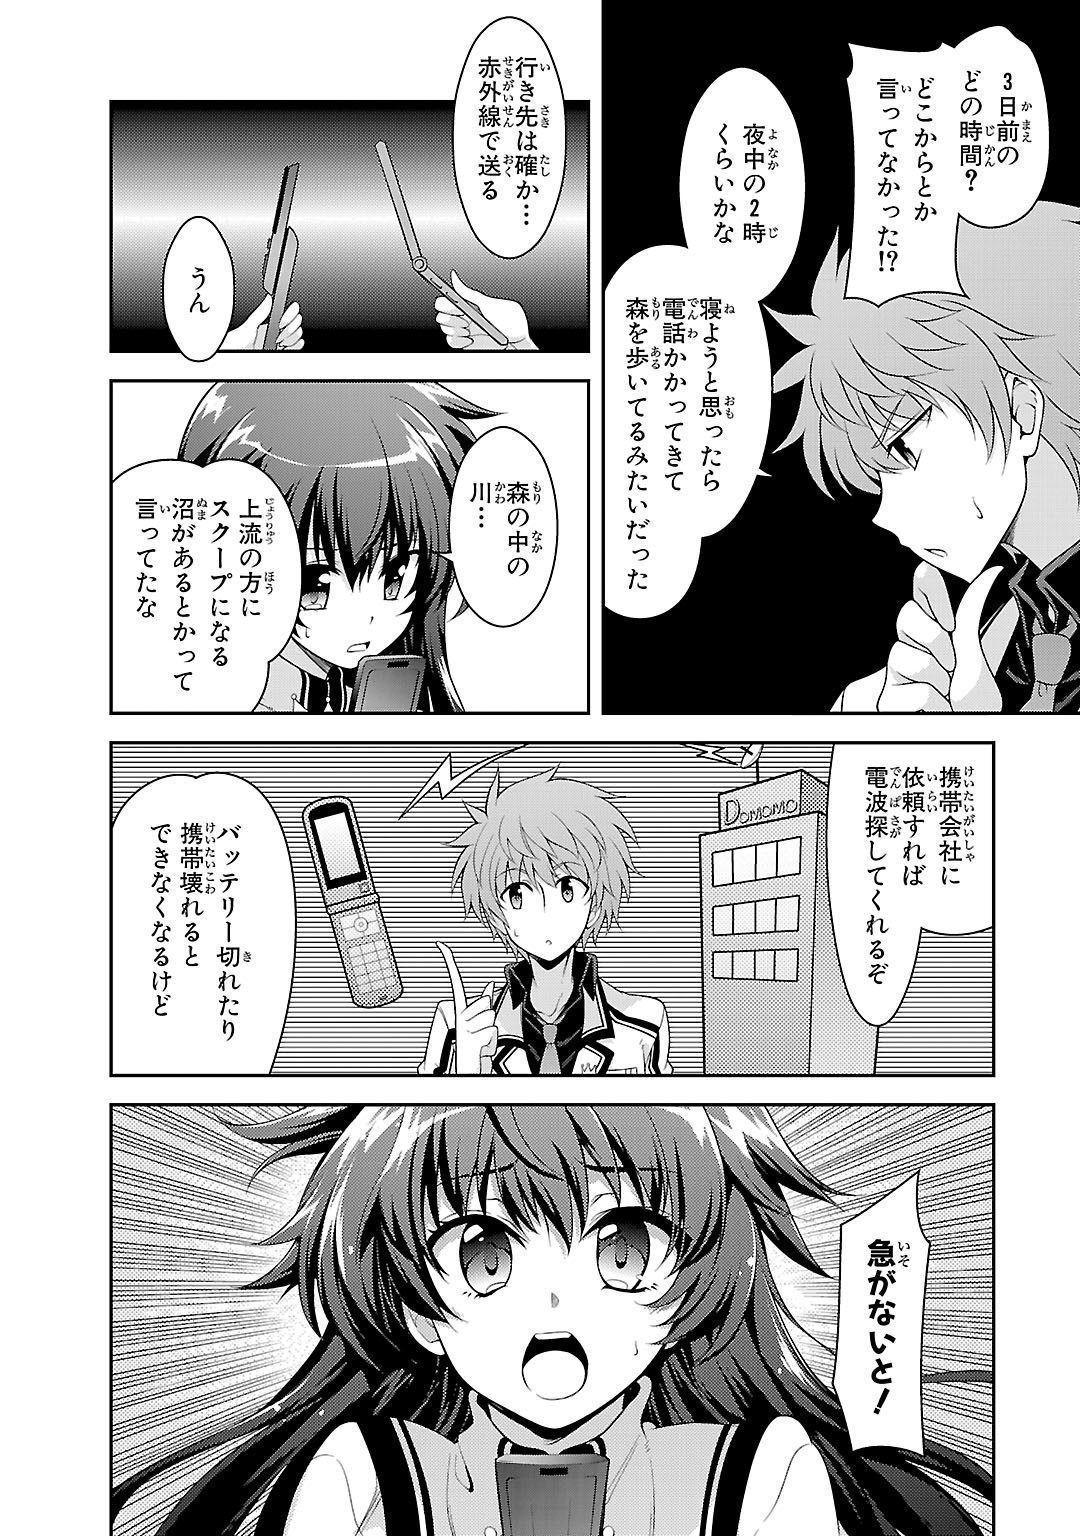 3日前の
どの時間?
どこからとか
言ってなかった!?
夜中の2時
くらいかな
寝ようと思ったら
電話かかってきて
森を歩いてるみたいだった
行き先は確か…
赤外線で送る
うん
森の中の
川…
上流の方に
スクープになる
沼があるとかって
言ってたな
携帯会社に
依頼すれば
電波探してくれるぞ
DoMoMo
バッテリー切れたり
携帯壊れると
できなくなるけど
急がないと!